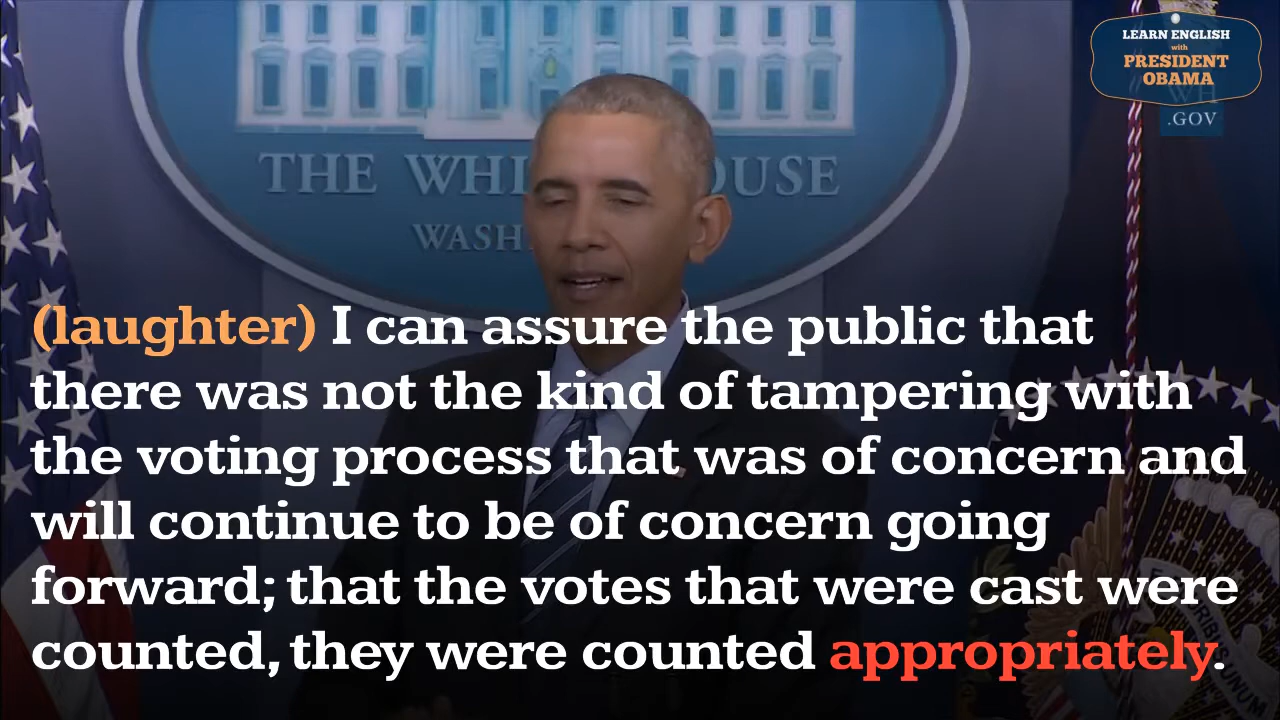 LEARN ENGLISH
with
PRESIDENT
OBAMA
WH
.GOV
THE WHI OUSE
WASH
(laughter) I can assure the public that
there was not the kind of tampering with
the voting process that was of concern and
will continue to be of concern going
forward; that the votes that were cast were
counted, they were counted appropriately.